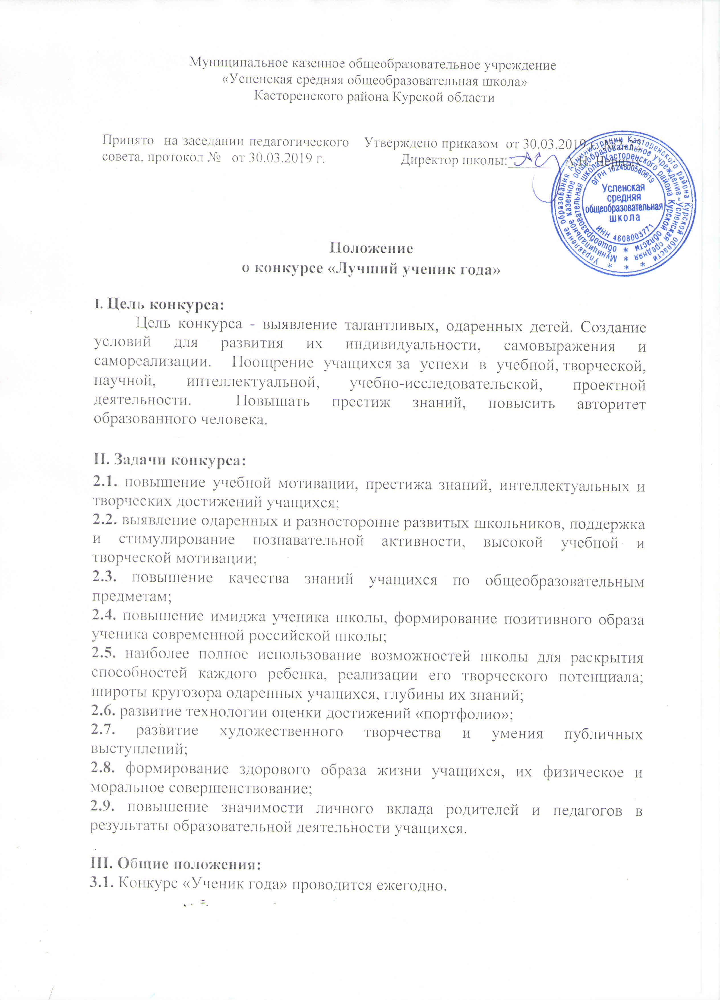 Муниципальное казенное общеобразовательное учреждение
«Успенская средняя общеобразовательная школа»
Касторенского района Курской области
Принято на заседании педагогического Утверждено приказом от 30.03.2019 г. №2-32
совета, протокол № от 30.03.2019 г. Директор школы:______ А.Н. Черных
Управление образования Администрации Касторенского района Курской области
Муниципальное казенное общеобразовательное учреждение «Успенская средняя
общеобразовательная школа» Касторенского района Курской области
ОГРН 1024600580619
Успенская
средняя
общеобразовательная
школа
ИНН 4608003771
Положение
о конкурсе «Лучший ученик года»
I. Цель конкурса:
Цель конкурса - выявление талантливых, одаренных детей. Создание
условий для развития их индивидуальности, самовыражения и
самореализации. Поощрение учащихся за успехи в учебной, творческой,
научной, интеллектуальной, учебно-исследовательской, проектной
деятельности. Повышать престиж знаний, повысить авторитет
образованного человека.
II. Задачи конкурса:
2.1. повышение учебной мотивации, престижа знаний, интеллектуальных и
творческих достижений учащихся;
2.2. выявление одаренных и разносторонне развитых школьников, поддержка
и стимулирование познавательной активности, высокой учебной и
творческой мотивации;
2.3. повышение качества знаний учащихся по общеобразовательным
предметам;
2.4. повышение имиджа ученика школы, формирование позитивного образа
ученика современной российской школы;
2.5. наиболее полное использование возможностей школы для раскрытия
способностей каждого ребенка, реализации его творческого потенциала;
широты кругозора одаренных учащихся, глубины их знаний;
2.6. развитие технологии оценки достижений «портфолио»;
2.7. развитие художественного творчества и умения публичных
выступлений;
2.8. формирование здорового образа жизни учащихся, их физическое и
моральное совершенствование;
2.9. повышение значимости личного вклада родителей и педагогов в
результаты образовательной деятельности учащихся.
III. Общие положения:
3.1. Конкурс «Ученик года» проводится ежегодно.